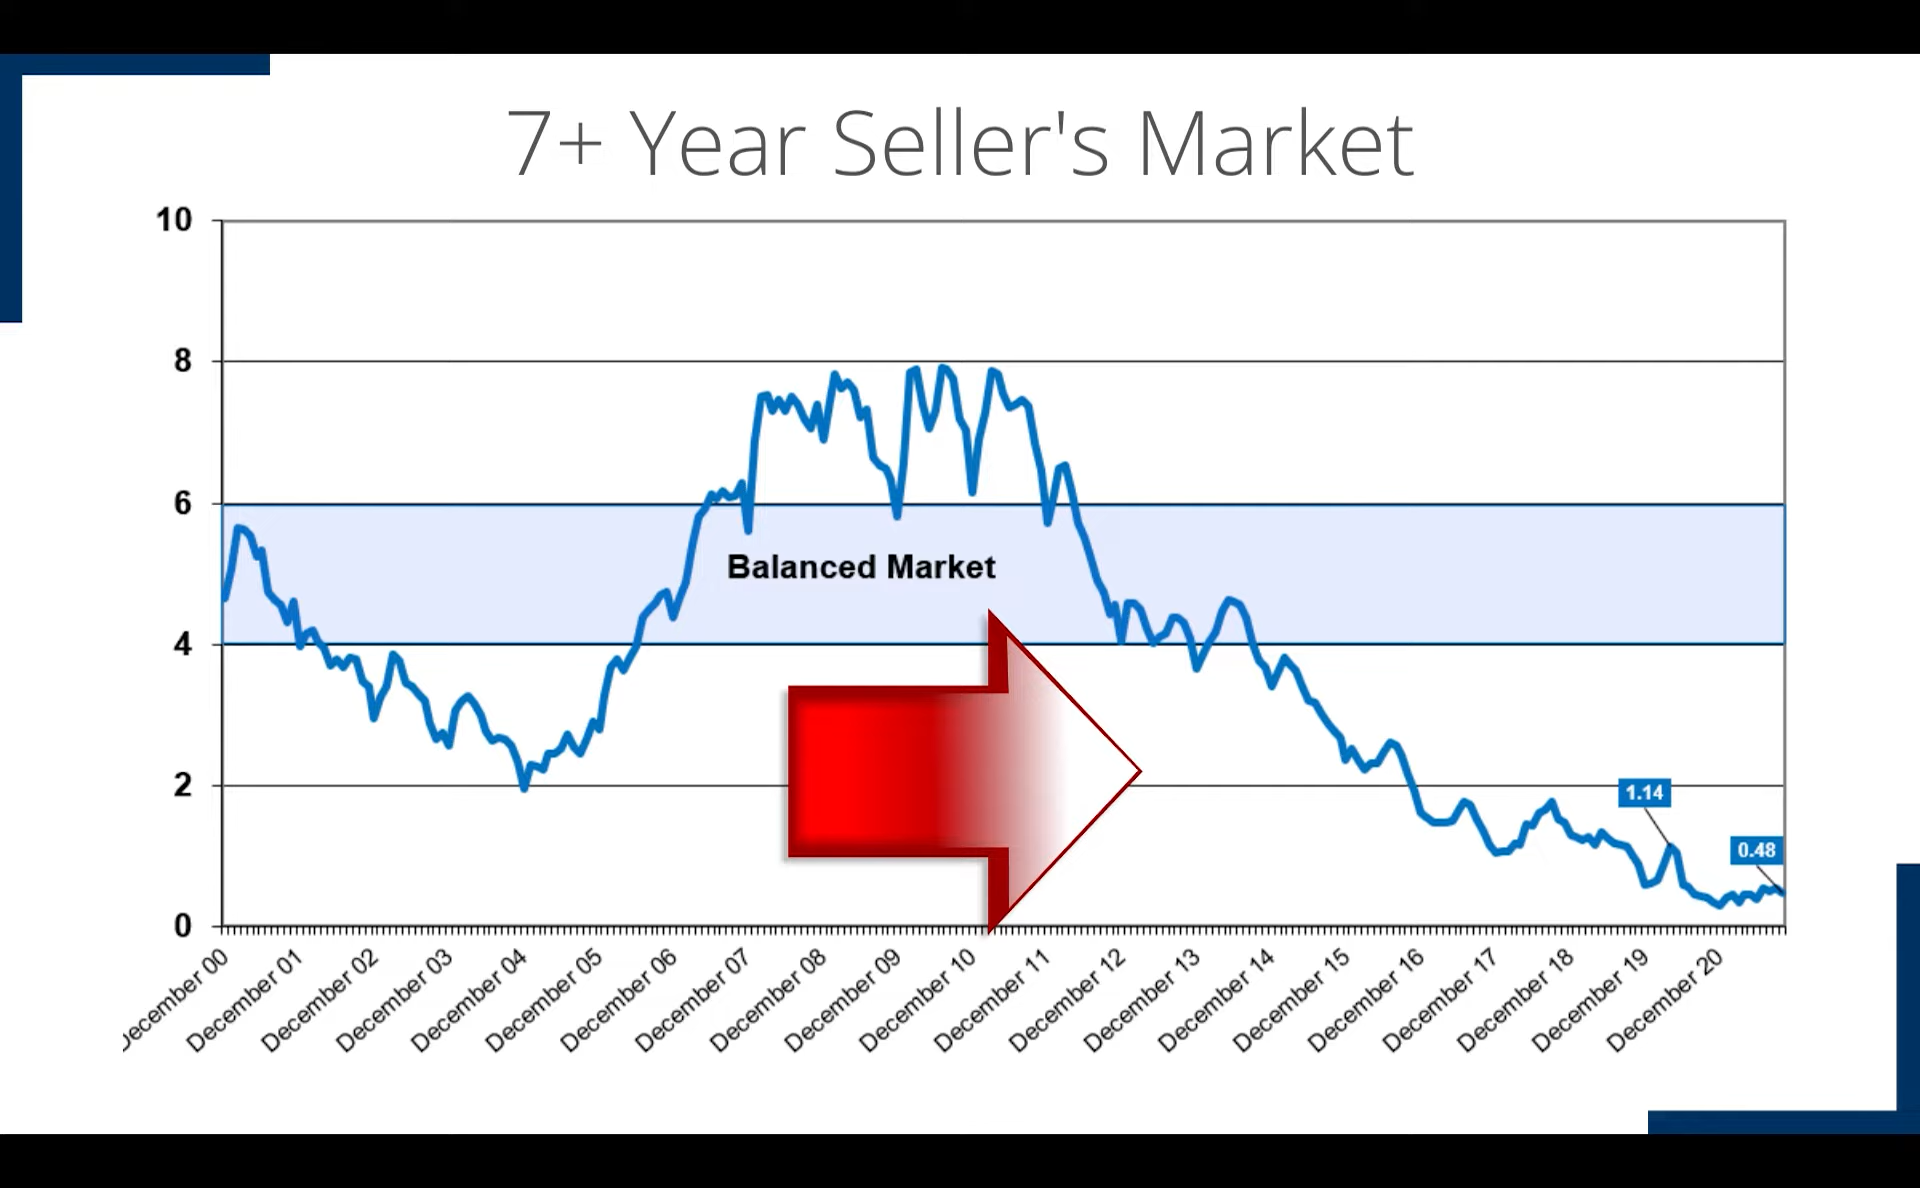 7+ Year Seller's Market
10
8
6
4
2
0
Balanced Market
1.14
0.48
December 00
December 01
December 02
December 03
December 04
December 05
December 06
December 07
December 08
December 09
December 10
December 11
December 12
December 13
December 14
December 15
December 16
December 17
December 18
December 19
December 20